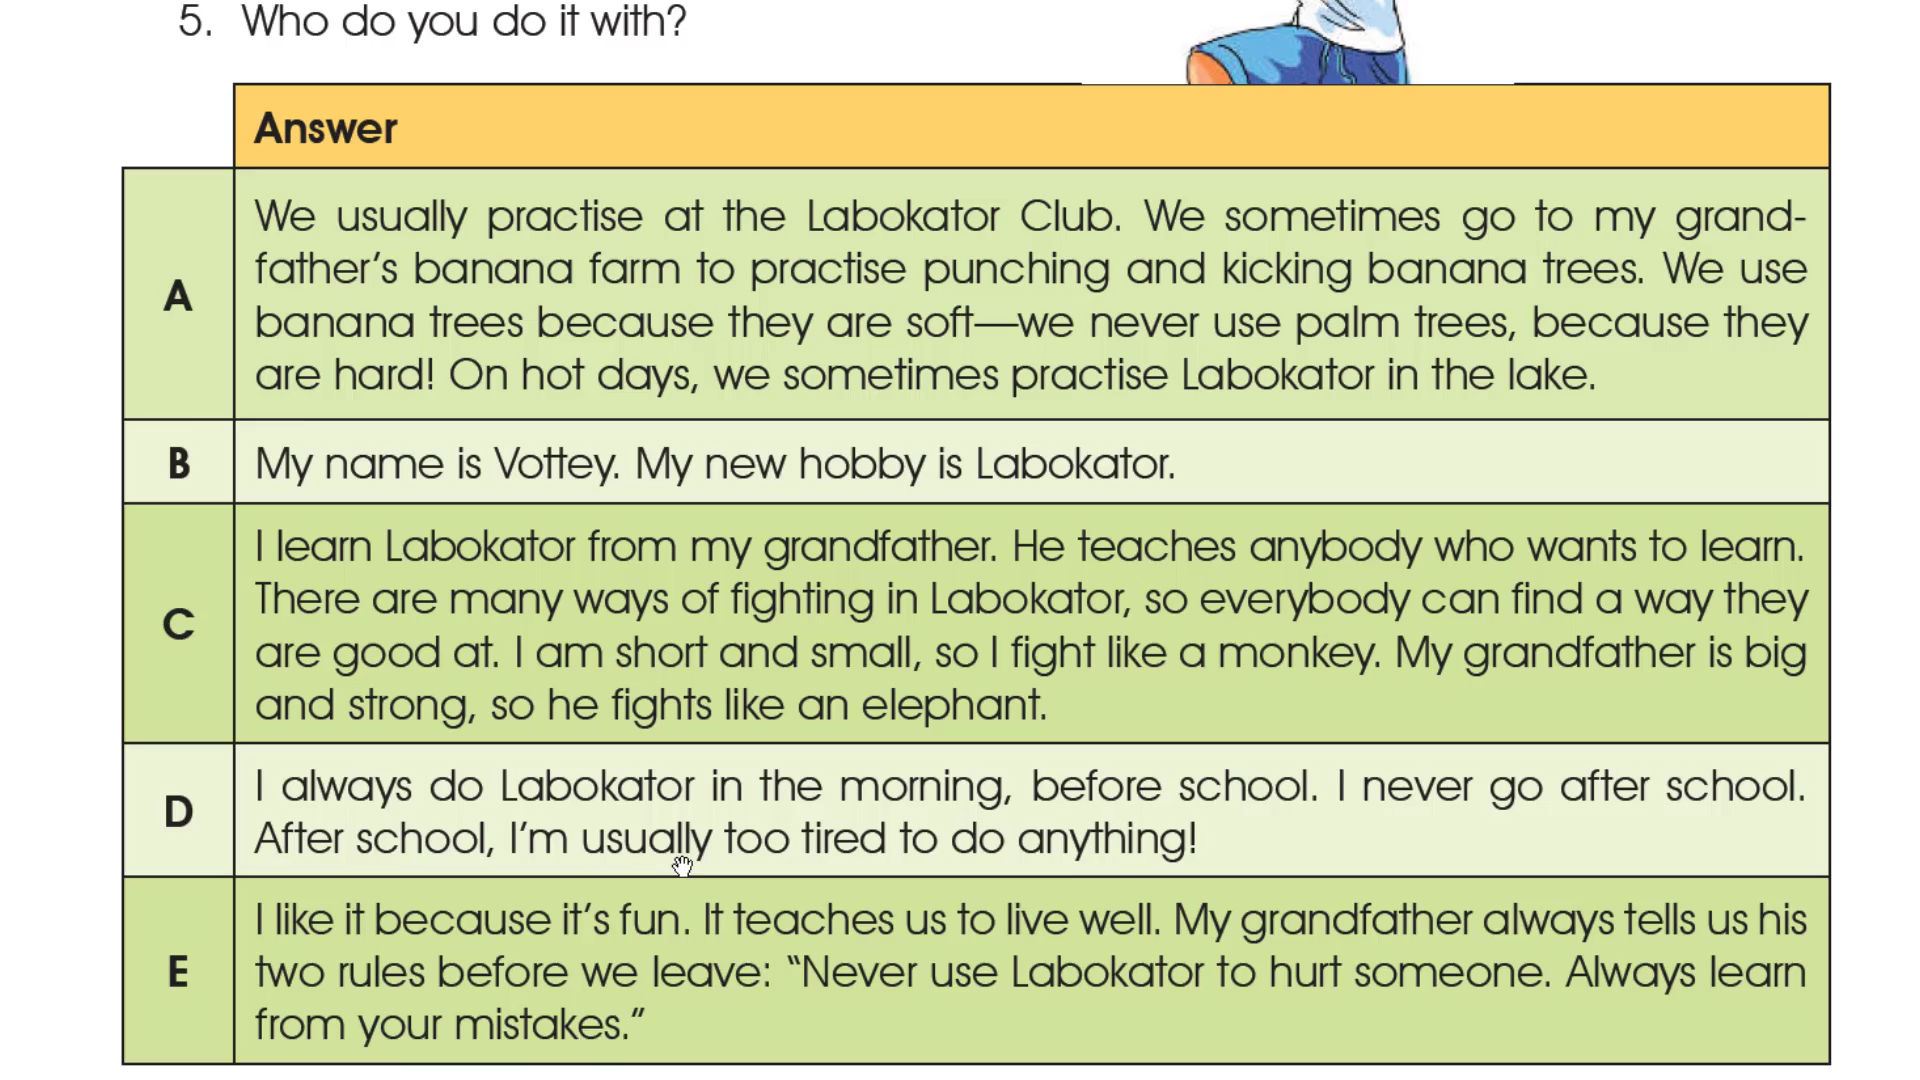 5. Who do you do it with?
Answer
A
We usually practise at the Labokator Club. We sometimes go to my grand-
father's banana farm to practise punching and kicking banana trees. We use
banana trees because they are soft—we never use palm trees, because they
are hard! On hot days, we sometimes practise Labokator in the lake.
B
My name is Vottey. My new hobby is Labokator.
C
I learn Labokator from my grandfather. He teaches anybody who wants to learn.
There are many ways of fighting in Labokator, so everybody can find a way they
are good at. I am short and small, so I fight like a monkey. My grandfather is big
and strong, so he fights like an elephant.
D
I always do Labokator in the morning, before school. I never go after school.
After school, I'm usually too tired to do anything!
E
I like it because it's fun. It teaches us to live well. My grandfather always tells us his
two rules before we leave: “Never use Labokator to hurt someone. Always learn
from your mistakes.”